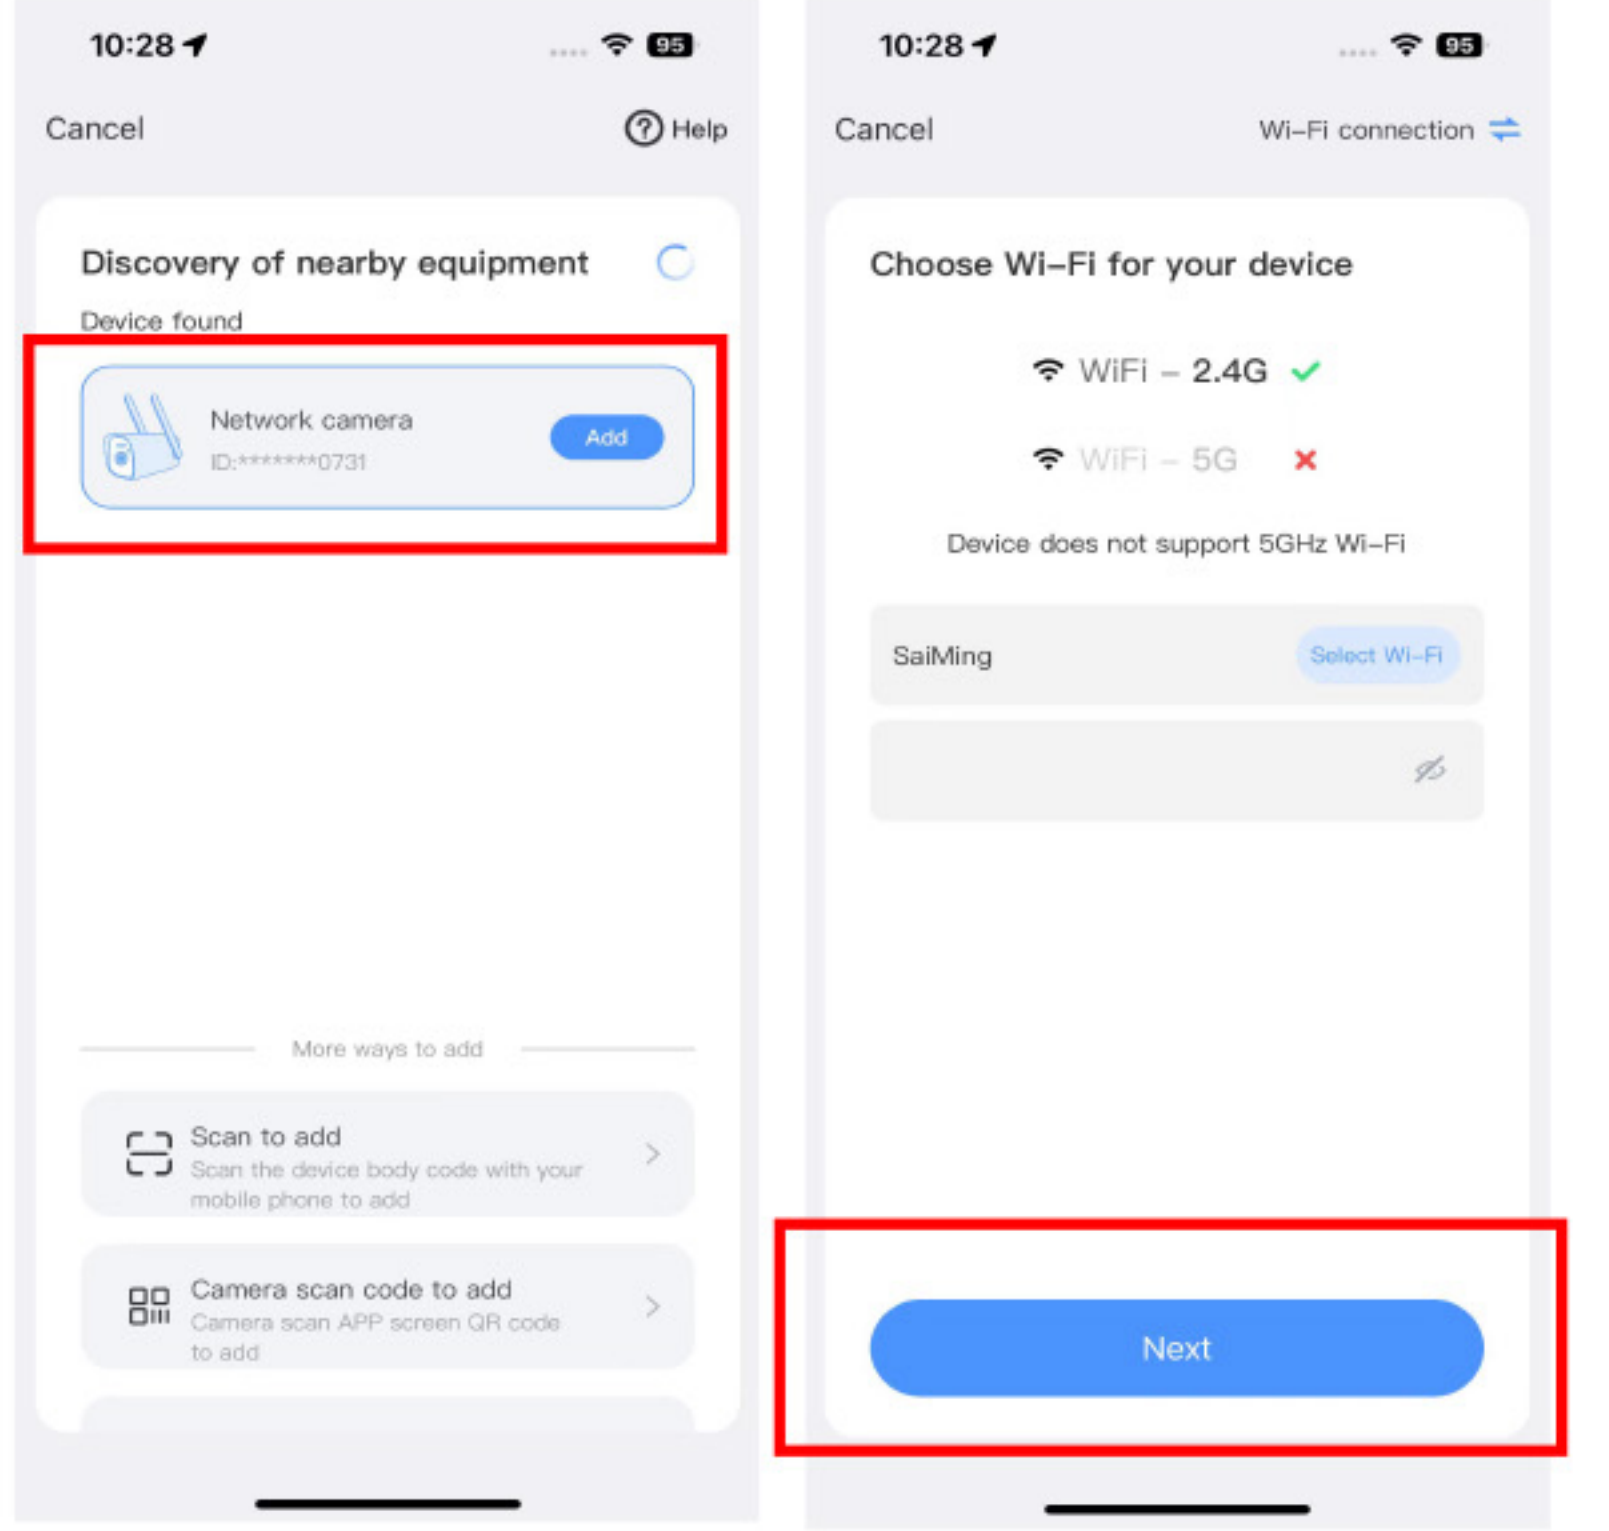 10:28
95
Cancel
Help
Discovery of nearby equipment
Device found
Network camera
ID:*******0731
Add
More ways to add
Scan to add
Scan the device body code with your
mobile phone to add
Camera scan code to add
Camera scan APP screen QR code
to add
10:28
95
Cancel
Wi-Fi connection
Choose Wi-Fi for your device
WiFi - 2.4G
WiFi - 5G
Device does not support 5GHz Wi-Fi
SaiMing
Select Wi-Fi
Next